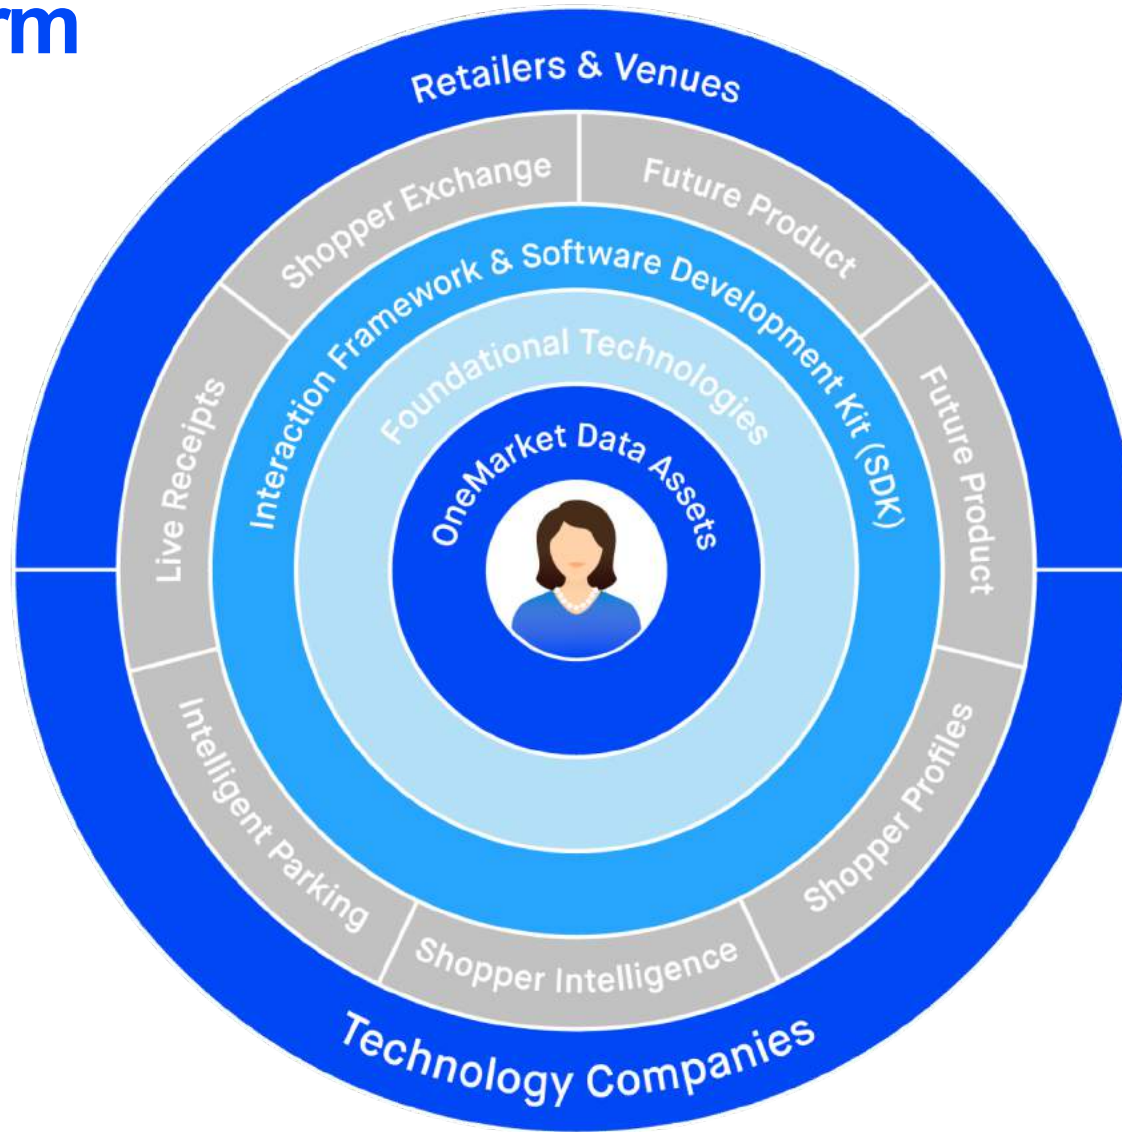 rm
Retailers & Venues
Shopper Exchange
Future Product
Interaction Framework & Software Development Kit (SDK)
Foundational Technologies
OneMarket Data Assets
Live Receipts
Future Product
Intelligent Parking
Shopper Profiles
Shopper Intelligence
Technology Companies